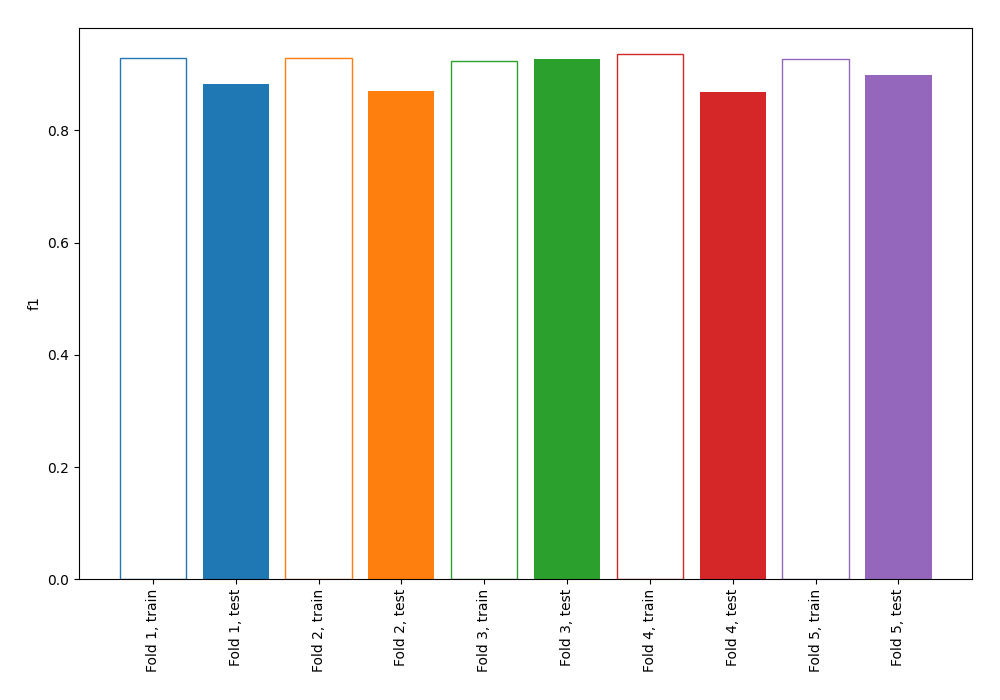 0.8
0.6
0.4
0.2
0.0
f1
Fold 1, train
Fold 1, test
Fold 2, train
Fold 2, test
Fold 3, train
Fold 3, test
Fold 4, train
Fold 4, test
Fold 5, train
Fold 5, test